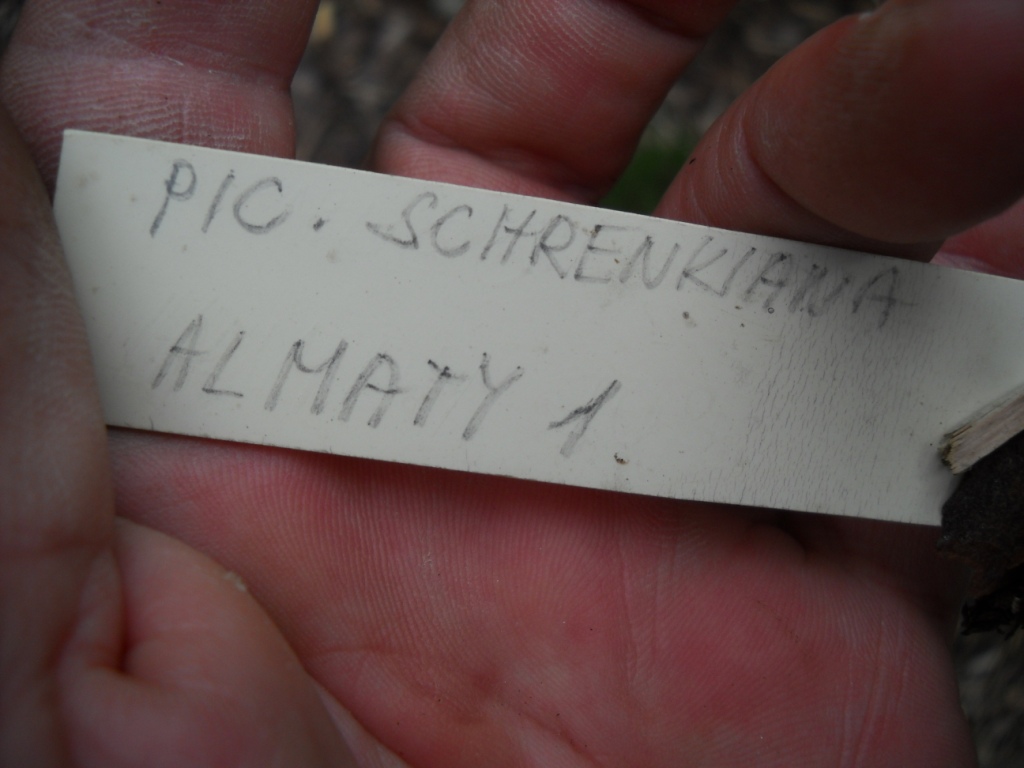 PIC. SCHRENKIANA
ALMATY 1